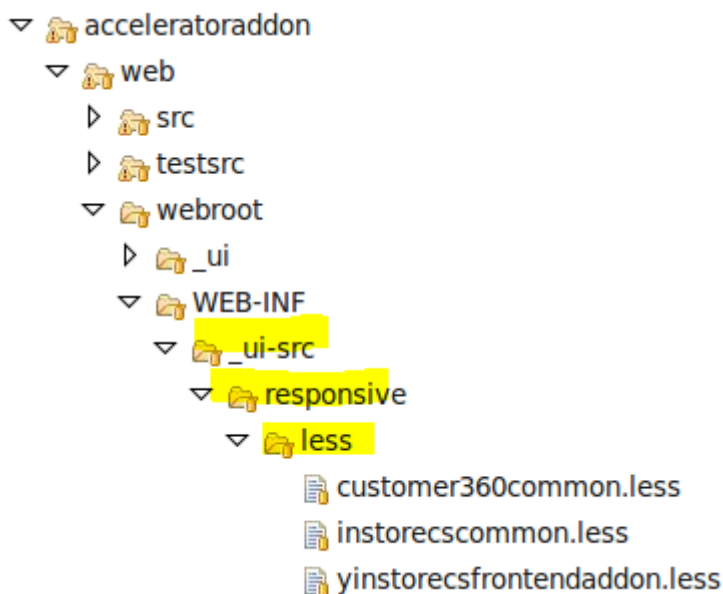 acceleratoraddon
web
src
testsrc
webroot
_ui
WEB-INF
_ui-src
responsive
less
customer360common.less
instorecscommon.less
yinstorecsfrontendaddon.less